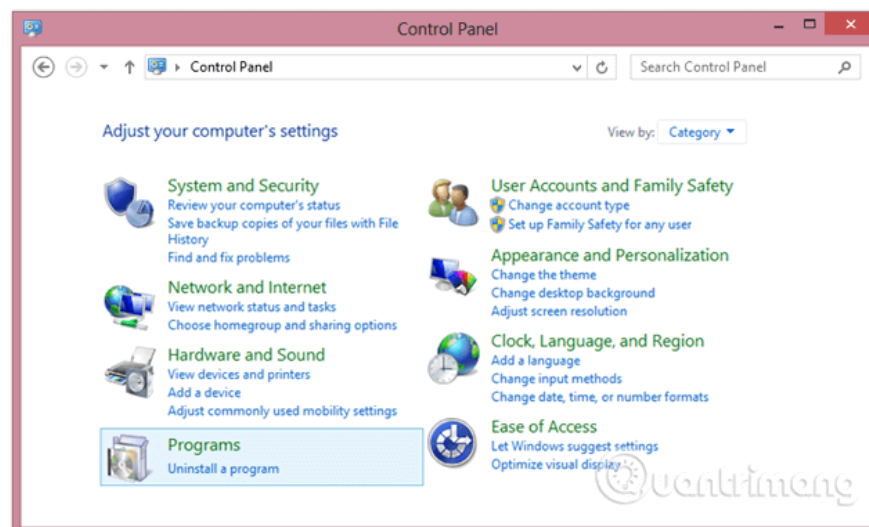 Control Panel
Control Panel
Search Control Panel
Adjust your computer's settings
View by: Category
System and Security
Review your computer's status
Save backup copies of your files with File
History
Find and fix problems
Network and Internet
View network status and tasks
Choose homegroup and sharing options
Hardware and Sound
View devices and printers
Add a device
Adjust commonly used mobility settings
Programs
Uninstall a program
User Accounts and Family Safety
Change account type
Set up Family Safety for any user
Appearance and Personalization
Change the theme
Change desktop background
Adjust screen resolution
Clock, Language, and Region
Add a language
Change input methods
Change date, time, or number formats
Ease of Access
Let Windows suggest settings
Optimize visual display
Quantrimang